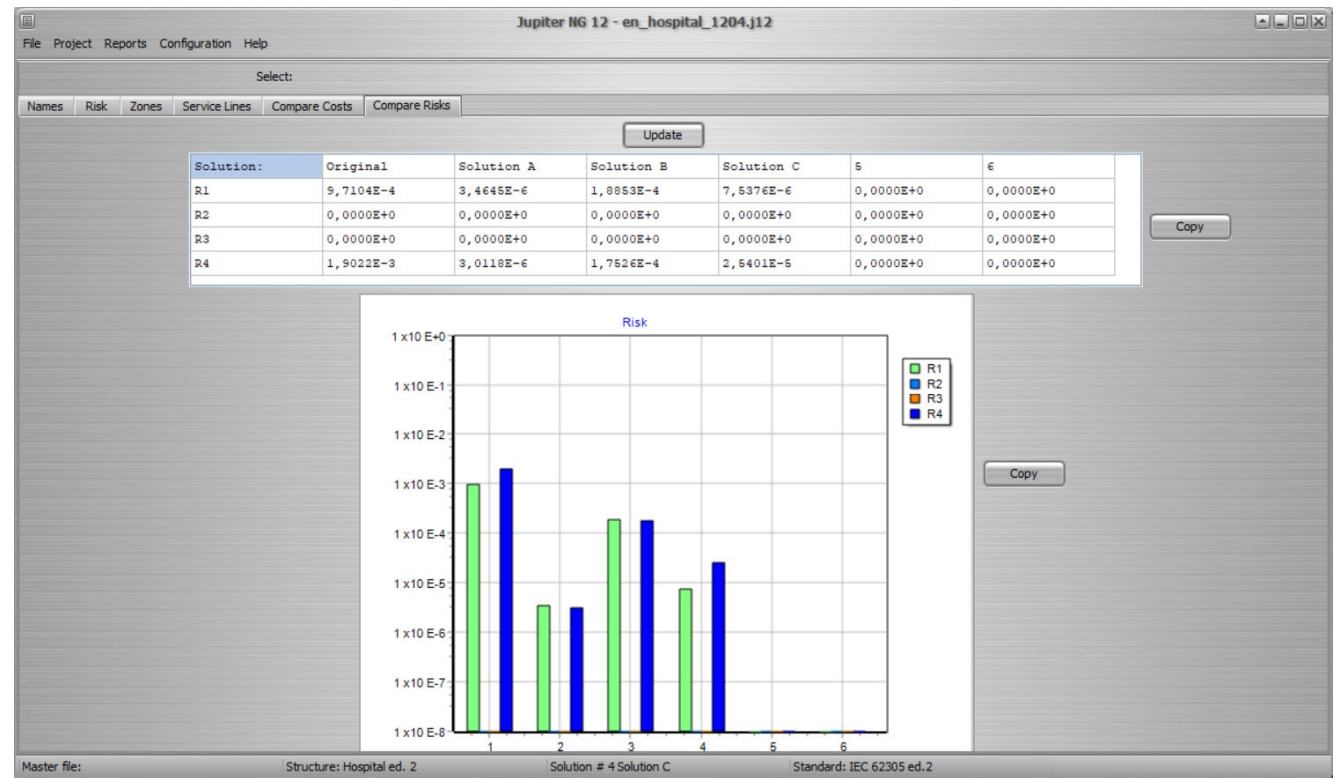 Jupiter NG 12 - en_hospital_1204.j12
File Project Reports Configuration Help
Select:
Names Risk Zones Service Lines Compare Costs Compare Risks
Update
Solution: Original Solution A Solution B Solution C 5 6
R1 9,7104E-4 3,4645E-6 1,8853E-4 7,5376E-6 0,0000E+0 0,0000E+0
R2 0,0000E+0 0,0000E+0 0,0000E+0 0,0000E+0 0,0000E+0 0,0000E+0
R3 0,0000E+0 0,0000E+0 0,0000E+0 0,0000E+0 0,0000E+0 0,0000E+0
R4 1,9022E-3 3,0118E-6 1,7526E-4 2,5401E-5 0,0000E+0 0,0000E+0
Copy
Risk
1 x10 E+0
1 x10 E-1
1 x10 E-2
1 x10 E-3
1 x10 E-4
1 x10 E-5
1 x10 E-6
1 x10 E-7
1 x10 E-8
1 2 3 4 5 6
R1
R2
R3
R4
Copy
Master file: Structure: Hospital ed. 2 Solution # 4 Solution C Standard: IEC 62305 ed.2